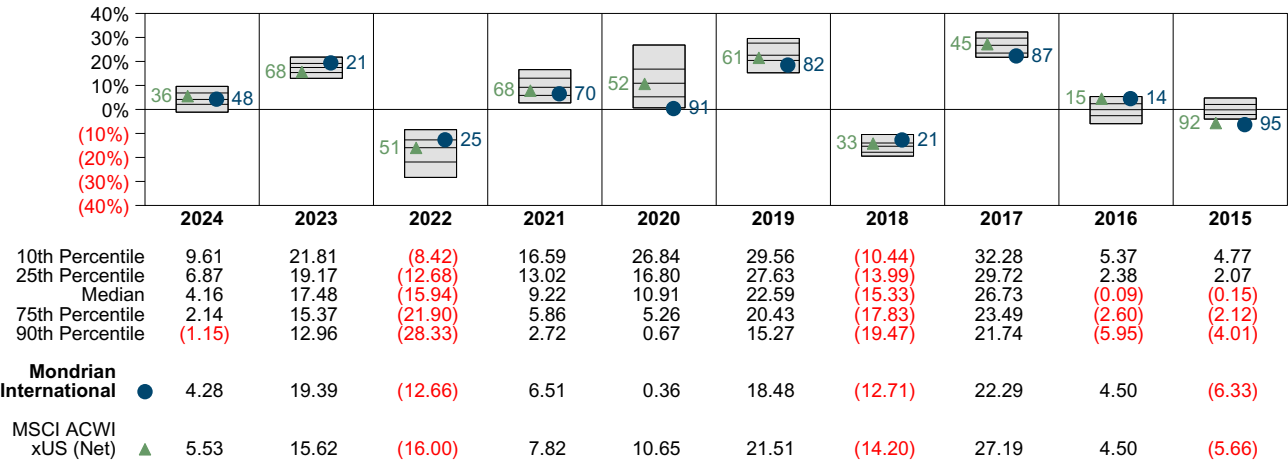 40%
30%
20%
10%
0%
(10%)
(20%)
(30%)
(40%)
36 48 68 21 51 25 68 70 52 91 61 82 33 21 45 87 15 14 92 95
2024 2023 2022 2021 2020 2019 2018 2017 2016 2015
10th Percentile 9.61 21.81 (8.42) 16.59 26.84 29.56 (10.44) 32.28 5.37 4.77
25th Percentile 6.87 19.17 (12.68) 13.02 16.80 27.63 (13.99) 29.72 2.38 2.07
Median 4.16 17.48 (15.94) 9.22 10.91 22.59 (15.33) 26.73 (0.09) (0.15)
75th Percentile 2.14 15.37 (21.90) 5.86 5.26 20.43 (17.83) 23.49 (2.60) (2.12)
90th Percentile (1.15) 12.96 (28.33) 2.72 0.67 15.27 (19.47) 21.74 (5.95) (4.01)
Mondrian
International 4.28 19.39 (12.66) 6.51 0.36 18.48 (12.71) 22.29 4.50 (6.33)
MSCI ACWI
xUS (Net) 5.53 15.62 (16.00) 7.82 10.65 21.51 (14.20) 27.19 4.50 (5.66)